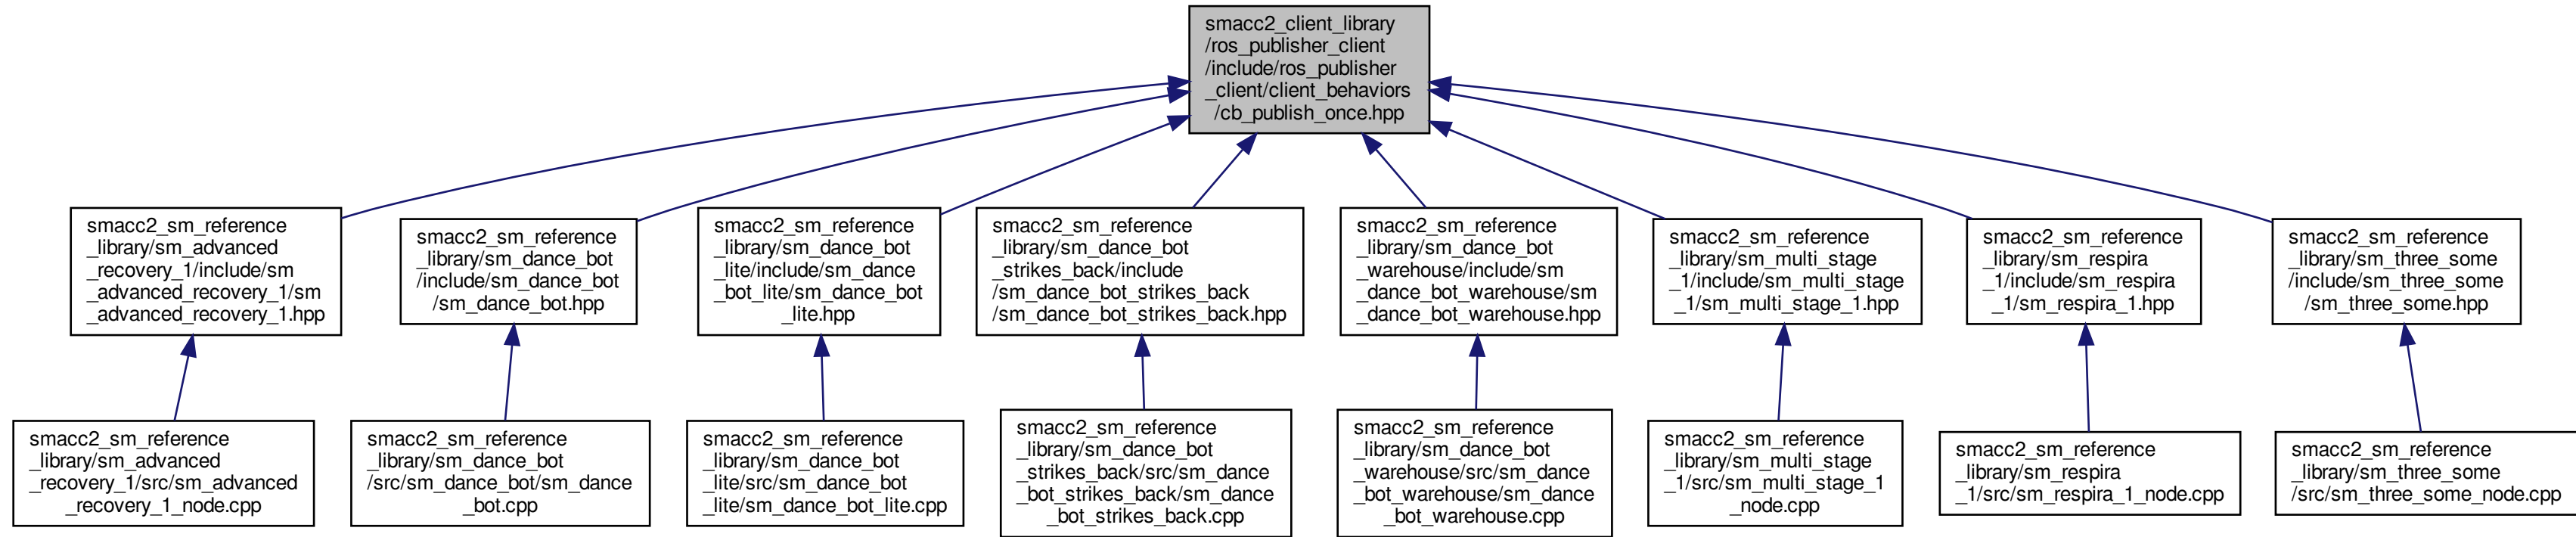 smacc2_client_library
/ros_publisher_client
/include/ros_publisher
_client/client_behaviors
/cb_publish_once.hpp
smacc2_sm_reference
_library/sm_advanced
_recovery_1/include/sm
_advanced_recovery_1/sm
_advanced_recovery_1.hpp
smacc2_sm_reference
_library/sm_dance_bot
/include/sm_dance_bot
/sm_dance_bot.hpp
smacc2_sm_reference
_library/sm_dance_bot
_lite/include/sm_dance
_bot_lite/sm_dance_bot
_lite.hpp
smacc2_sm_reference
_library/sm_dance_bot
_strikes_back/include
/sm_dance_bot_strikes_back
/sm_dance_bot_strikes_back.hpp
smacc2_sm_reference
_library/sm_dance_bot
_warehouse/include/sm
_dance_bot_warehouse/sm
_dance_bot_warehouse.hpp
smacc2_sm_reference
_library/sm_multi_stage
_1/include/sm_multi_stage
_1/sm_multi_stage_1.hpp
smacc2_sm_reference
_library/sm_respira
_1/include/sm_respira
_1/sm_respira_1.hpp
smacc2_sm_reference
_library/sm_three_some
/include/sm_three_some
/sm_three_some.hpp
smacc2_sm_reference
_library/sm_advanced
_recovery_1/src/sm_advanced
_recovery_1_node.cpp
smacc2_sm_reference
_library/sm_dance_bot
/src/sm_dance_bot/sm_dance
_bot.cpp
smacc2_sm_reference
_library/sm_dance_bot
_lite/src/sm_dance_bot
_lite/sm_dance_bot_lite.cpp
smacc2_sm_reference
_library/sm_dance_bot
_strikes_back/src/sm_dance
_bot_strikes_back/sm_dance
_bot_strikes_back.cpp
smacc2_sm_reference
_library/sm_dance_bot
_warehouse/src/sm_dance
_bot_warehouse/sm_dance
_bot_warehouse.cpp
smacc2_sm_reference
_library/sm_multi_stage
_1/src/sm_multi_stage_1
_node.cpp
smacc2_sm_reference
_library/sm_respira
_1/src/sm_respira_1_node.cpp
smacc2_sm_reference
_library/sm_three_some
/src/sm_three_some_node.cpp